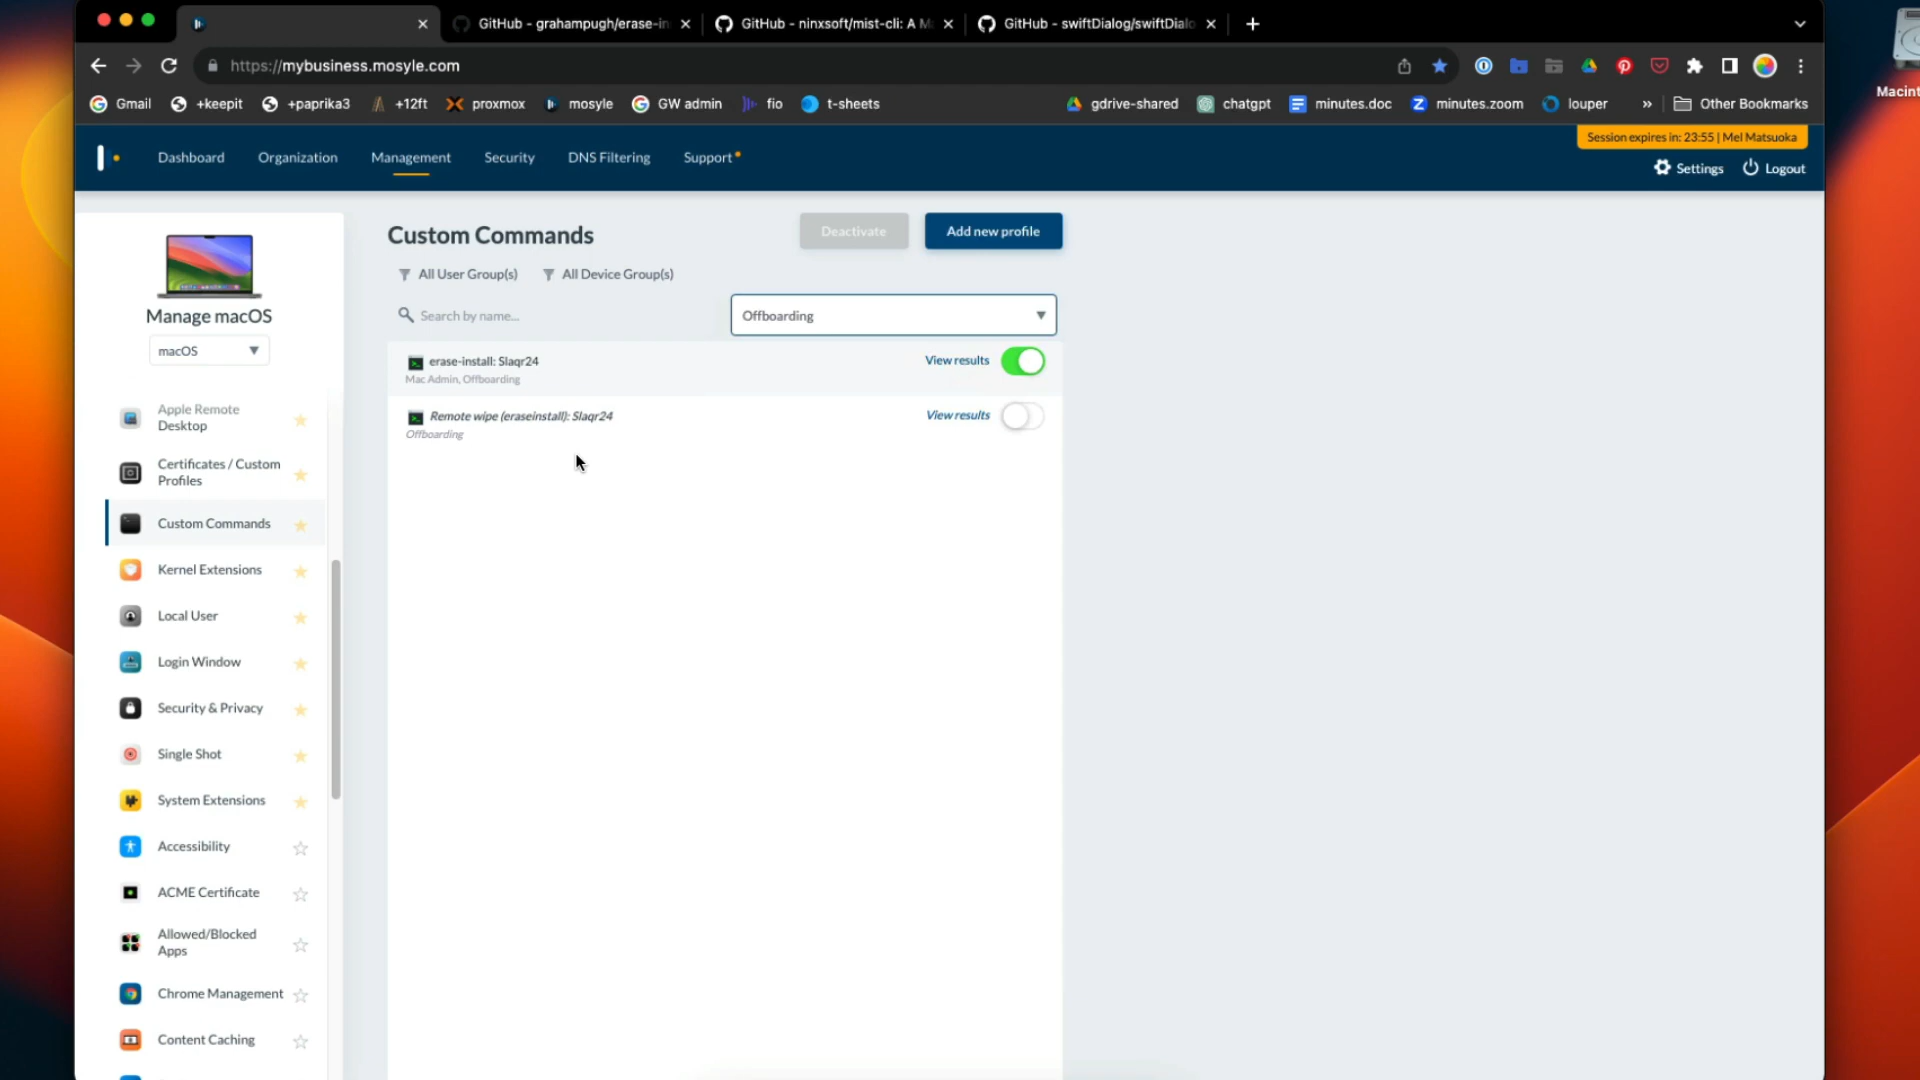 GitHub - grahampugh/erase-in
GitHub - ninxsoft/mist-cli: A M
GitHub - swiftDialog/swiftDialo
https://mybusiness.mosyle.com
Gmail
+keepit
+paprika3
+12ft
proxmox
mosyle
GW admin
fio
t-sheets
gdrive-shared
chatgpt
minutes.doc
minutes.zoom
louper
»
Other Bookmarks
Macint
Session expires in: 23:55 | Mel Matsuoka
Dashboard
Organization
Management
Security
DNS Filtering
Support
Settings
Logout
Manage macOS
macOS
Apple Remote
Desktop
Certificates / Custom
Profiles
Custom Commands
Kernel Extensions
Local User
Login Window
Security & Privacy
Single Shot
System Extensions
Accessibility
ACME Certificate
Allowed/Blocked
Apps
Chrome Management
Content Caching
Custom Commands
Deactivate
Add new profile
All User Group(s)
All Device Group(s)
Search by name...
Offboarding
erase-install: Slaqr24
Mac Admin, Offboarding
View results
Remote wipe (eraseinstall): Slaqr24
Offboarding
View results